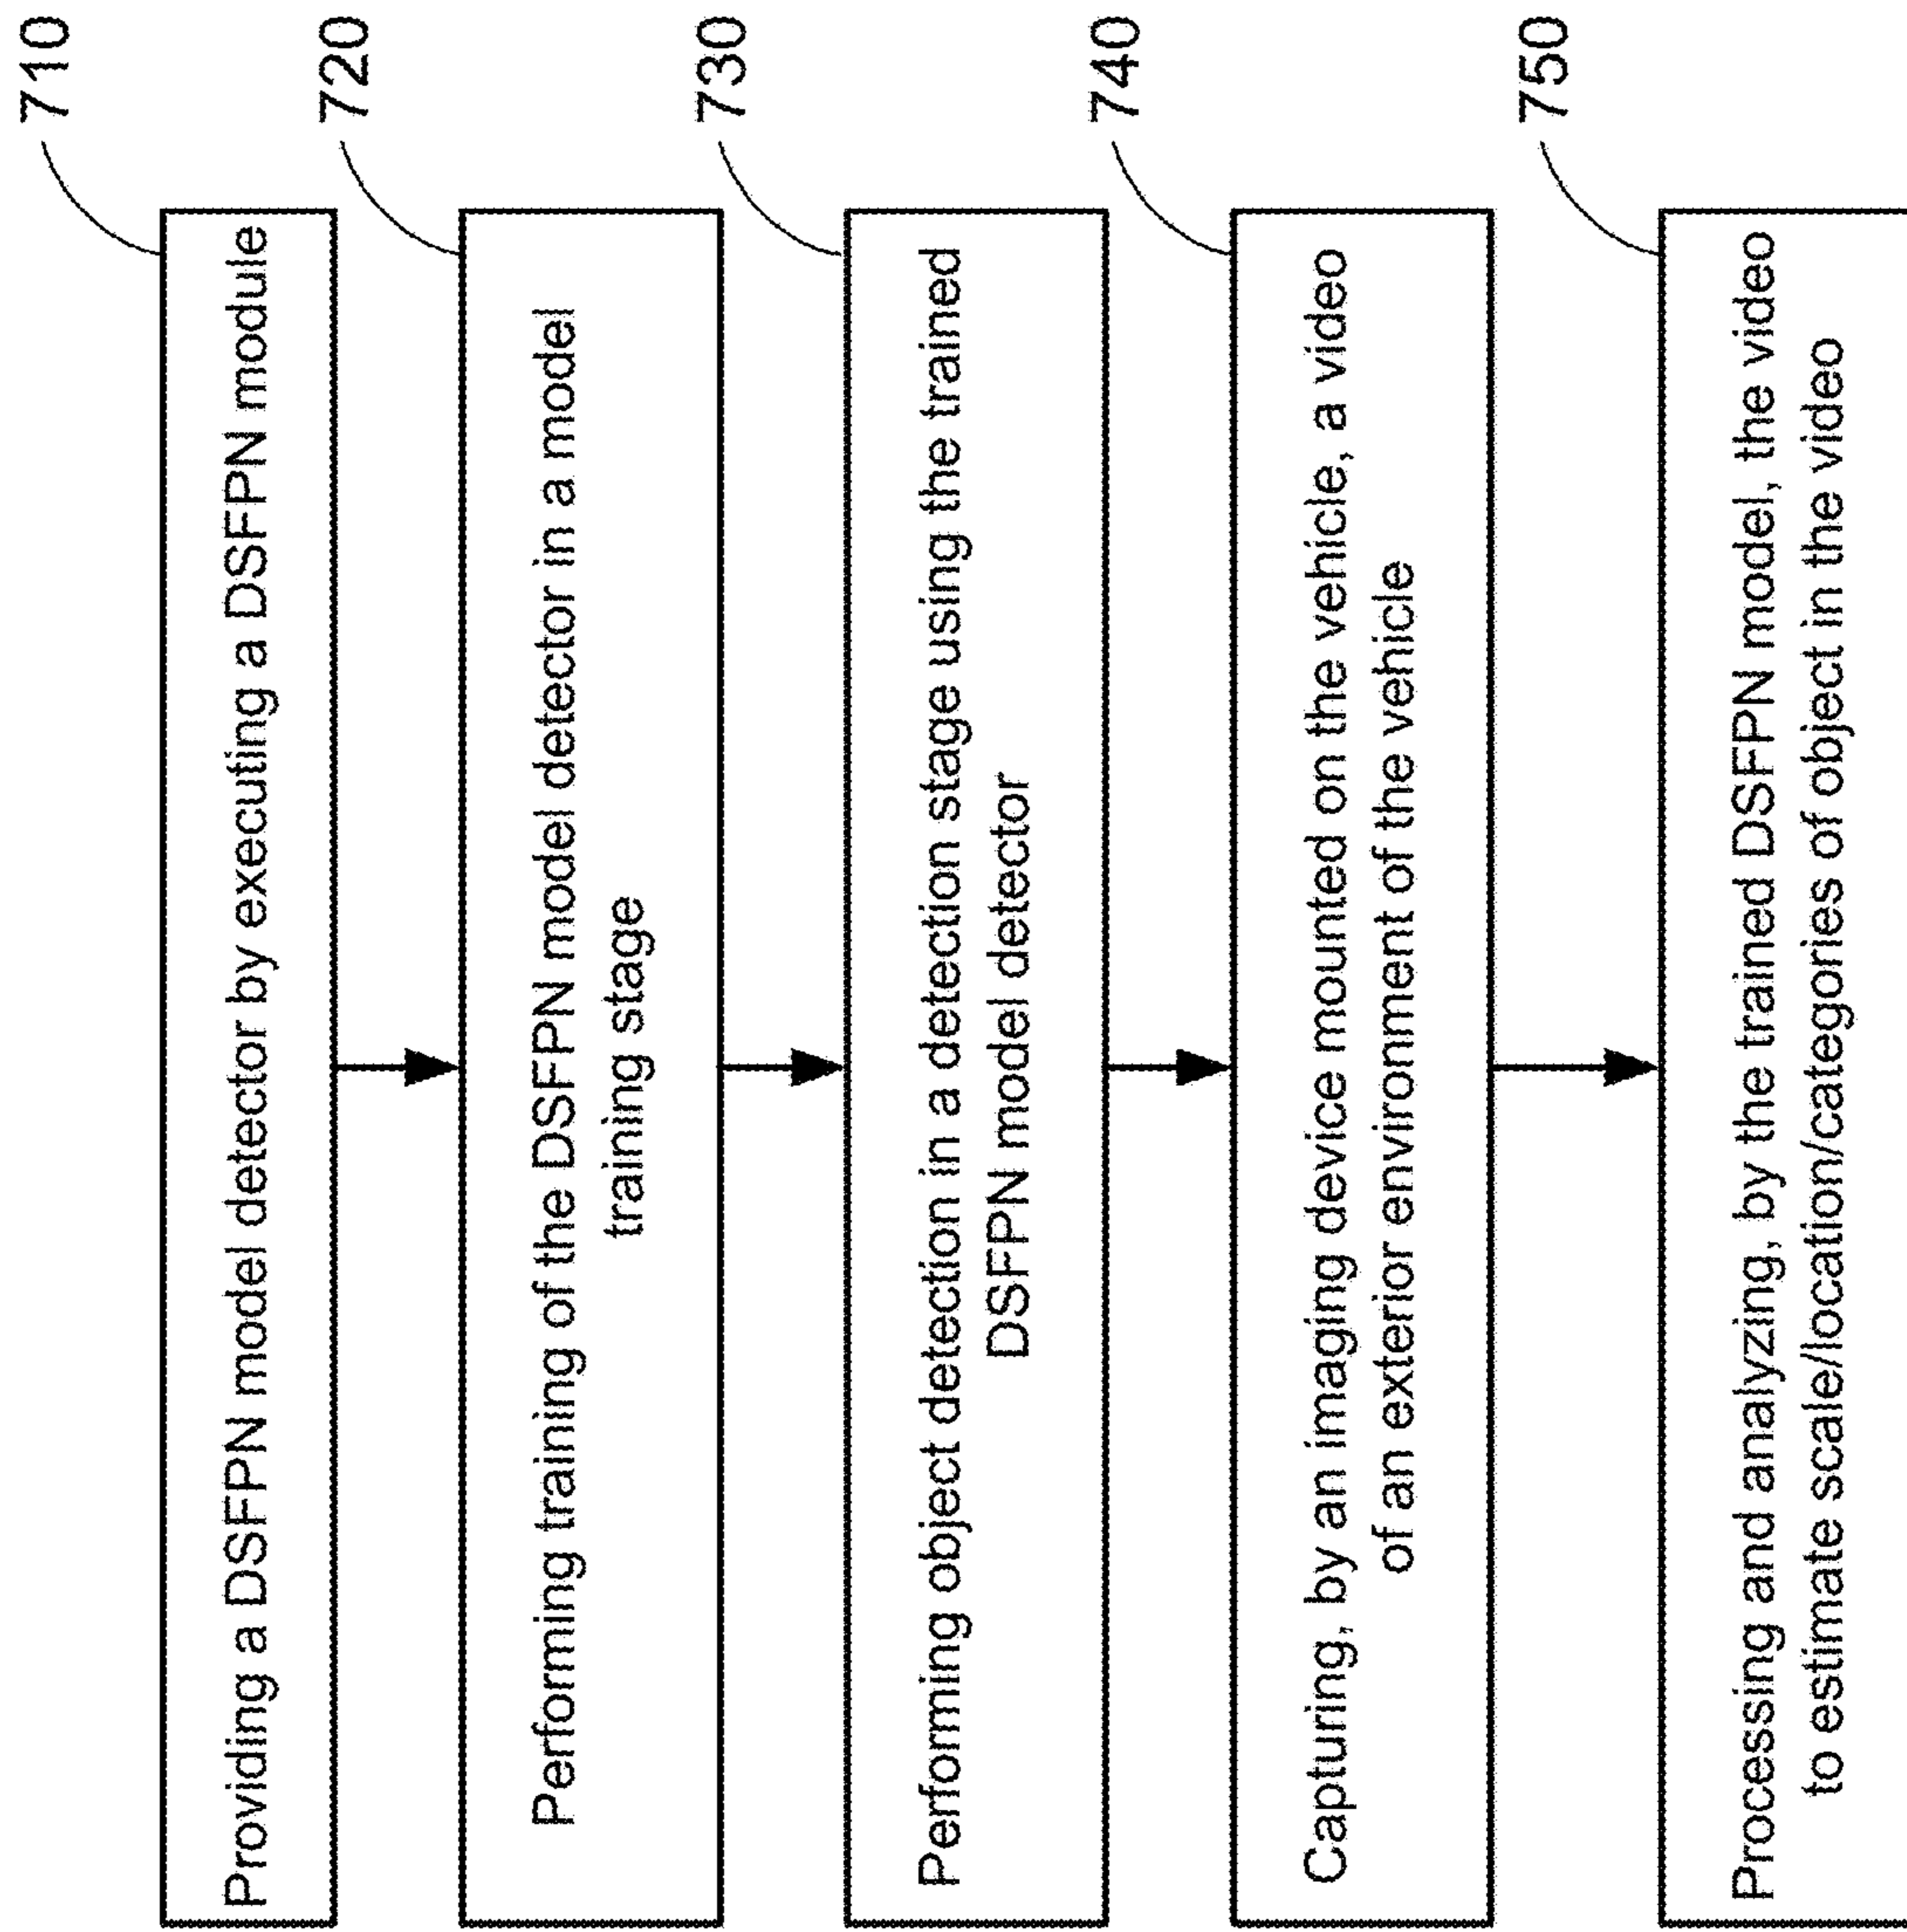 710
Providing a DSFPN model detector by executing a DSFPN module
720
Performing training of the DSFPN model detector in a model
training stage
730
Performing object detection in a detection stage using the trained
DSFPN model detector
740
Capturing, by an imaging device mounted on the vehicle, a video
of an exterior environment of the vehicle
750
Processing and analyzing, by the trained DSFPN model, the video
to estimate scale/location/categories of object in the video